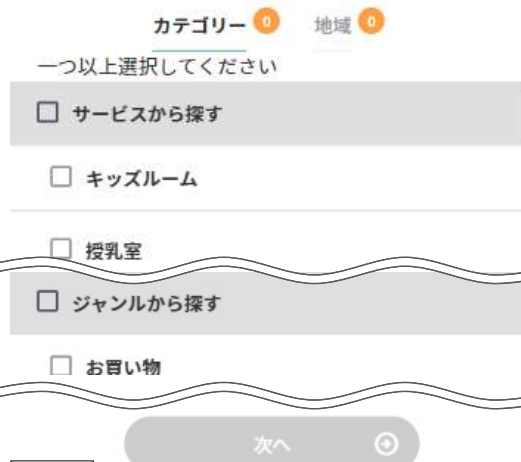 カテゴリー 0 地域 0
一つ以上選択してください
サービスから探す
キッズルーム
授乳室
ジャンルから探す
お買い物
次へ